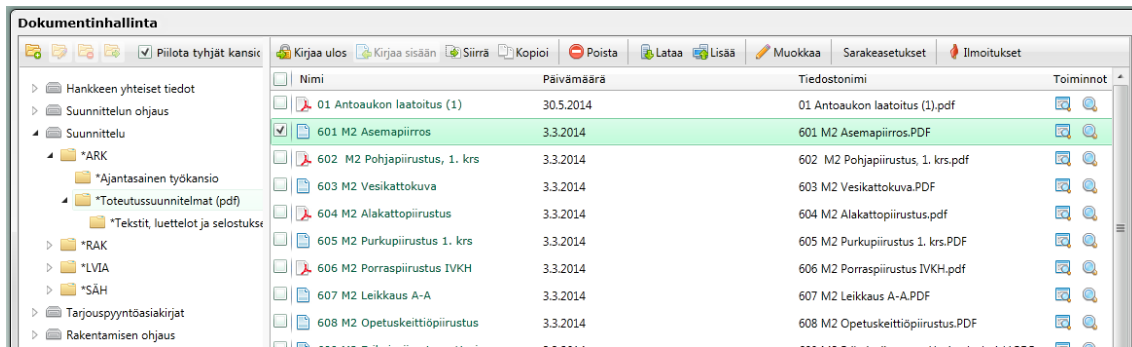 Dokumentinhallinta
Piilota tyhjät kansic Kirjaa ulos Kirjaa sisään Siirrä Kopioi Poista Lataa Lisää Muokkaa Sarakeasetukset Ilmoitukset
Nimi Päivämäärä Tiedostonimi Toiminnot
Hankkeen yhteiset tiedot
Suunnittelun ohjaus
Suunnittelu
*ARK
*Ajantasainen työkansio
*Toteutussuunnitelmat (pdf)
*Tekstit, luettelot ja selostukse
*RAK
*LVIA
*SÄH
Tarjouspyyntöasiakirjat
Rakentamisen ohjaus
01 Antoaukon laatoitus (1) 30.5.2014 01 Antoaukon laatoitus (1).pdf
601 M2 Asemapiirros 3.3.2014 601 M2 Asemapiirros.PDF
602 M2 Pohjapiirustus, 1. krs 3.3.2014 602 M2 Pohjapiirustus, 1. krs.pdf
603 M2 Vesikattokuva 3.3.2014 603 M2 Vesikattokuva.PDF
604 M2 Alakattopiirustus 3.3.2014 604 M2 Alakattopiirustus.pdf
605 M2 Purkupiirustus 1. krs 3.3.2014 605 M2 Purkupiirustus 1. krs.PDF
606 M2 Porraspiirustus IVKH 3.3.2014 606 M2 Porraspiirustus IVKH.pdf
607 M2 Leikkaus A-A 3.3.2014 607 M2 Leikkaus A-A.PDF
608 M2 Opetuskeittiöpiirustus 3.3.2014 608 M2 Opetuskeittiöpiirustus.PDF